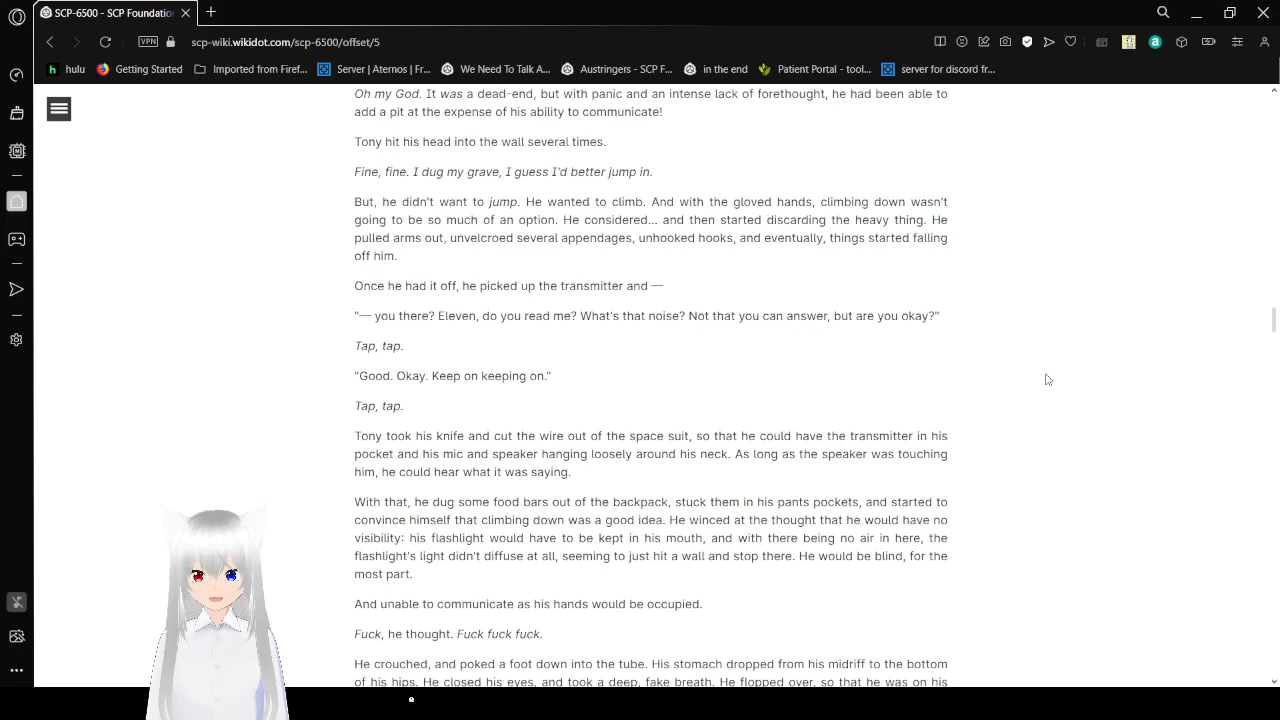 SCP-6500 - SCP Foundatio
scp-wiki.wikidot.com/scp-6500/offset/5
VPN
hulu
Getting Started
Imported from Firef...
Server | Aternos | Fr...
We Need To Talk A...
Austringers - SCP F...
in the end
Patient Portal - tool...
server for discord fr...
Oh my God. It was a dead-end, but with panic and an intense lack of forethought, he had been able to
add a pit at the expense of his ability to communicate!
Tony hit his head into the wall several times.
Fine, fine. I dug my grave, I guess I'd better jump in.
But, he didn't want to jump. He wanted to climb. And with the gloved hands, climbing down wasn't
going to be so much of an option. He considered... and then started discarding the heavy thing. He
pulled arms out, unvelcroed several appendages, unhooked hooks, and eventually, things started falling
off him.
Once he had it off, he picked up the transmitter and —
"— you there? Eleven, do you read me? What's that noise? Not that you can answer, but are you okay?"
Tap, tap.
"Good. Okay. Keep on keeping on."
Tap, tap.
Tony took his knife and cut the wire out of the space suit, so that he could have the transmitter in his
pocket and his mic and speaker hanging loosely around his neck. As long as the speaker was touching
him, he could hear what it was saying.
With that, he dug some food bars out of the backpack, stuck them in his pants pockets, and started to
convince himself that climbing down was a good idea. He winced at the thought that he would have no
visibility: his flashlight would have to be kept in his mouth, and with there being no air in here, the
flashlight's light didn't diffuse at all, seeming to just hit a wall and stop there. He would be blind, for the
most part.
And unable to communicate as his hands would be occupied.
Fuck, he thought. Fuck fuck fuck.
He crouched, and poked a foot down into the tube. His stomach dropped from his midriff to the bottom
of his hips. He closed his eyes, and took a deep, fake breath. He flopped over, so that he was on his